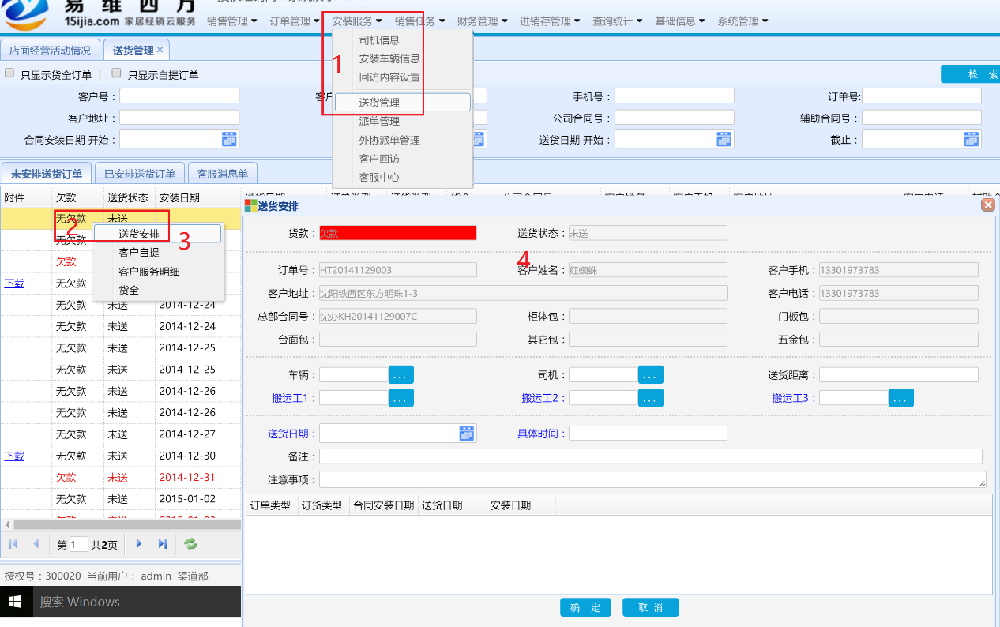 易维四方
15ijia.com 家居经销云服务
销售管理 订单管理 安装服务 销售任务 财务管理 进销存管理 查询统计 基础信息 系统管理
店面经营活动情况 送货管理 ×
只显示货全订单 | 只显示自提订单
检 索
司机信息
安装车辆信息
回访内容设置
送货管理
派单管理
外协派单管理
客户回访
客服中心
1
客户号： 客户 手机号： 订单号:
客户地址： 公司合同号： 辅助合同号：
合同安装日期 开始： 送货日期 开始： 截止：
未安排送货订单 已安排送货订单 客服消息单
附件 欠款 送货状态 安装日期
无欠款 未送
无欠款
欠款
下载 无欠款
无欠款 未送 2014-12-24
无欠款 未送 2014-12-24
无欠款 未送 2014-12-25
无欠款 未送 2014-12-25
无欠款 未送 2014-12-26
无欠款 未送 2014-12-26
无欠款 未送 2014-12-27
下载 无欠款 未送 2014-12-30
欠款 未送 2014-12-31
无欠款 未送 2015-01-02
2
送货安排
客户自提
客户服务明细
货全
3
第 1 共2页
授权号：300020 当前用户： admin 渠道部
搜索 Windows
送货安排
货款： 欠款 送货状态： 未送
4
订单号： HT20141129003 客户姓名： 红蜘蛛 客户手机： 13301973783
客户地址： 沈阳铁西区东方明珠1-3 客户电话： 13301973783
总部合同号： 沈办KH20141129007C 柜体包： 门板包：
台面包： 其它包： 五金包：
车辆： ... 司机： ... 送货距离：
搬运工1： ... 搬运工2： ... 搬运工3： ...
送货日期： 具体时间：
备注：
注意事项：
订单类型 订货类型 合同安装日期 送货日期 安装日期
确 定 取 消